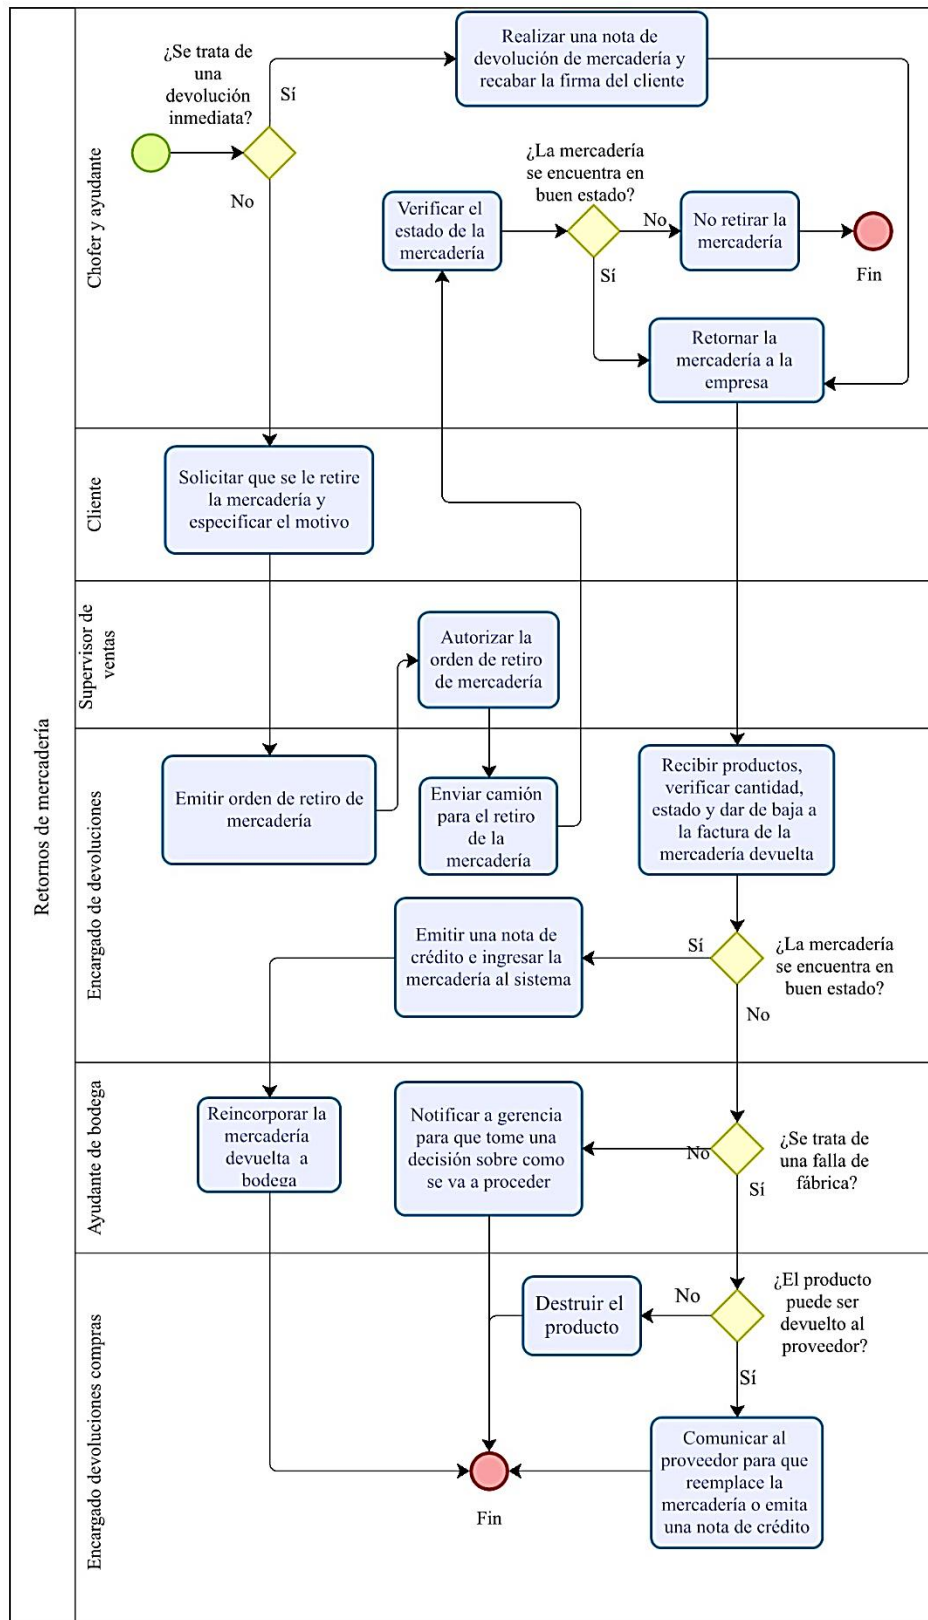 Retornos de mercadería
Chofer y ayudante
¿Se trata de
una
devolución
inmediata?
Sí
No
Realizar una nota de
devolución de mercadería y
recabar la firma del cliente
Verificar el
estado de la
mercadería
¿La mercadería
se encuentra en
buen estado?
No
Sí
No retirar la
mercadería
Fin
Retornar la
mercadería a la
empresa
Cliente
Solicitar que se le retire
la mercadería y
especificar el motivo
Supervisor de
ventas
Autorizar la
orden de retiro
de mercadería
Encargado de devoluciones
Emitir orden de retiro de
mercadería
Enviar camión
para el retiro
de la
mercadería
Recibir productos,
verificar cantidad,
estado y dar de baja a
la factura de la
mercadería devuelta
Emitir una nota de
crédito e ingresar la
mercadería al sistema
Sí
¿La mercadería
se encuentra en
buen estado?
No
Ayudante de bodega
Reincorporar la
mercadería
devuelta a
bodega
Notificar a gerencia
para que tome una
decisión sobre como
se va a proceder
No
¿Se trata de
una falla de
fábrica?
Sí
Encargado devoluciones compras
Destruir el
producto
No
¿El producto
puede ser
devuelto al
proveedor?
Sí
Comunicar al
proveedor para que
reemplace la
mercadería o emita
una nota de crédito
Fin